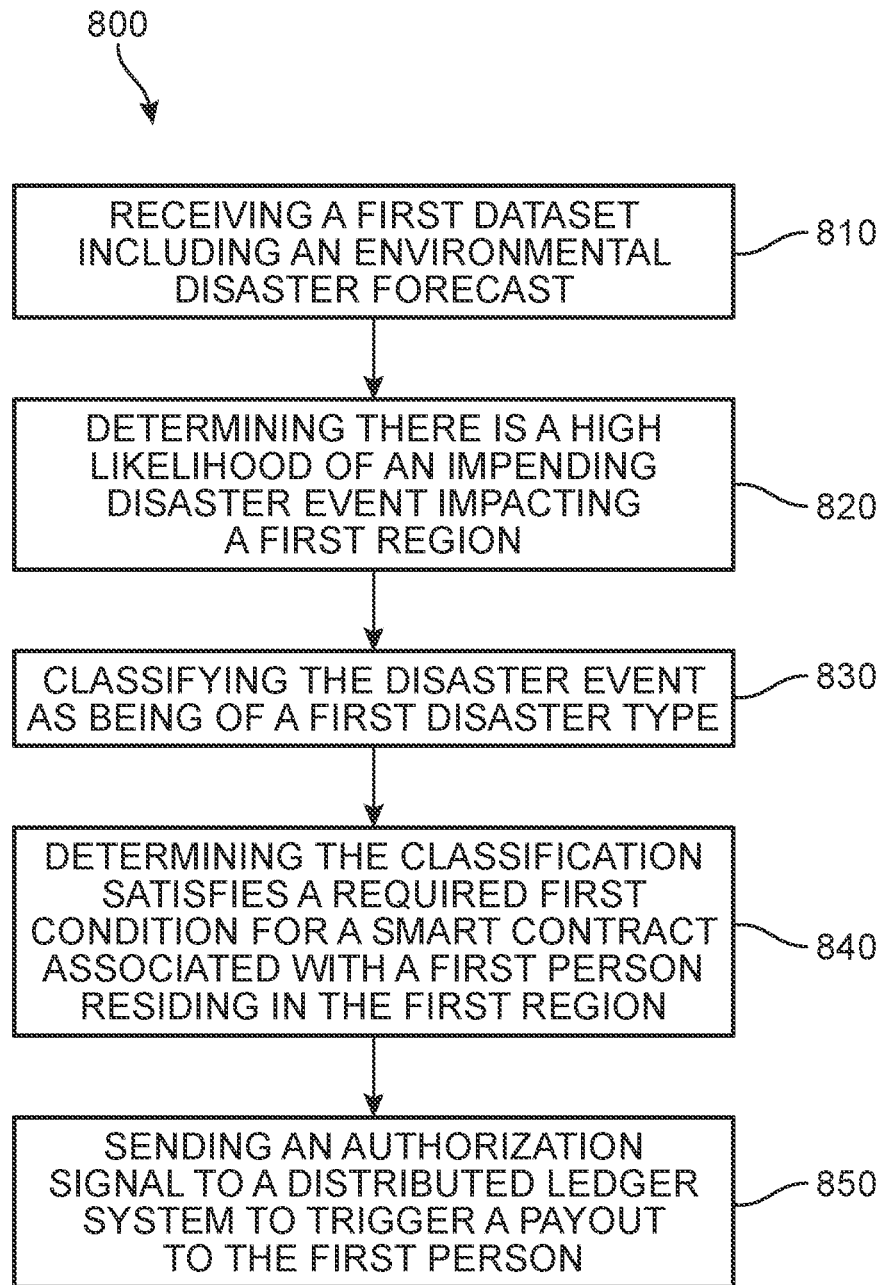 800
RECEIVING A FIRST DATASET
INCLUDING AN ENVIRONMENTAL
DISASTER FORECAST
810
DETERMINING THERE IS A HIGH
LIKELIHOOD OF AN IMPENDING
DISASTER EVENT IMPACTING
A FIRST REGION
820
CLASSIFYING THE DISASTER EVENT
AS BEING OF A FIRST DISASTER TYPE
830
DETERMINING THE CLASSIFICATION
SATISFIES A REQUIRED FIRST
CONDITION FOR A SMART CONTRACT
ASSOCIATED WITH A FIRST PERSON
RESIDING IN THE FIRST REGION
840
SENDING AN AUTHORIZATION
SIGNAL TO A DISTRIBUTED LEDGER
SYSTEM TO TRIGGER A PAYOUT
TO THE FIRST PERSON
850